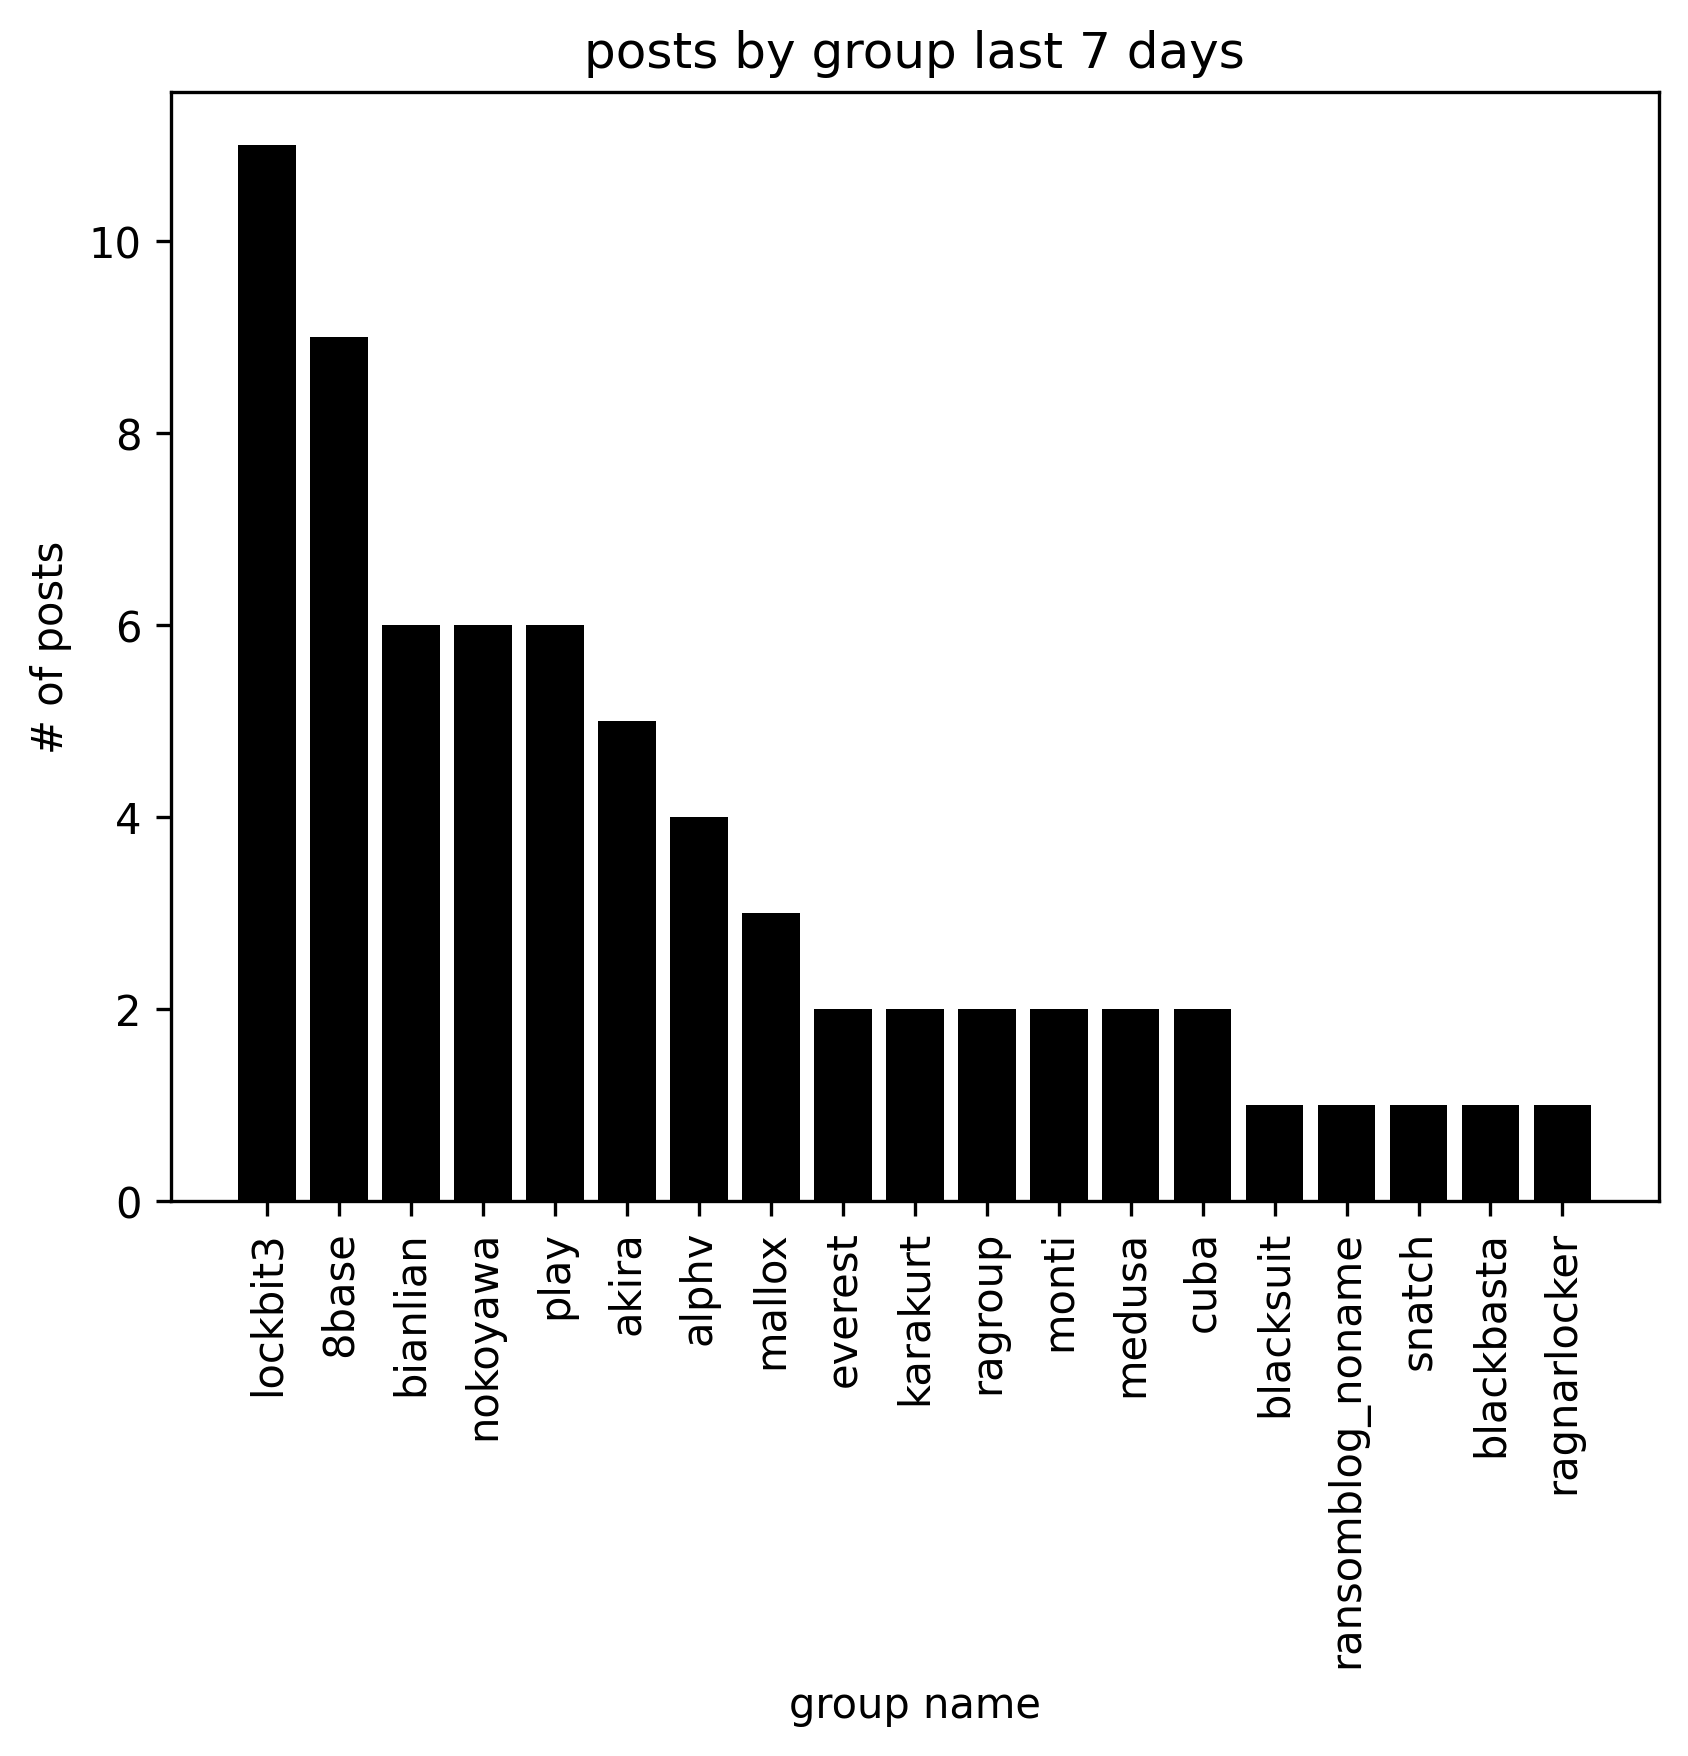 posts by group last 7 days
10
8
6
4
2
0
# of posts
lockbit3
8base
bianlian
nokoyawa
play
akira
alphv
mallox
everest
karakurt
ragroup
monti
medusa
cuba
blacksuit
ransomblog_noname
snatch
blackbasta
ragnarlocker
group name